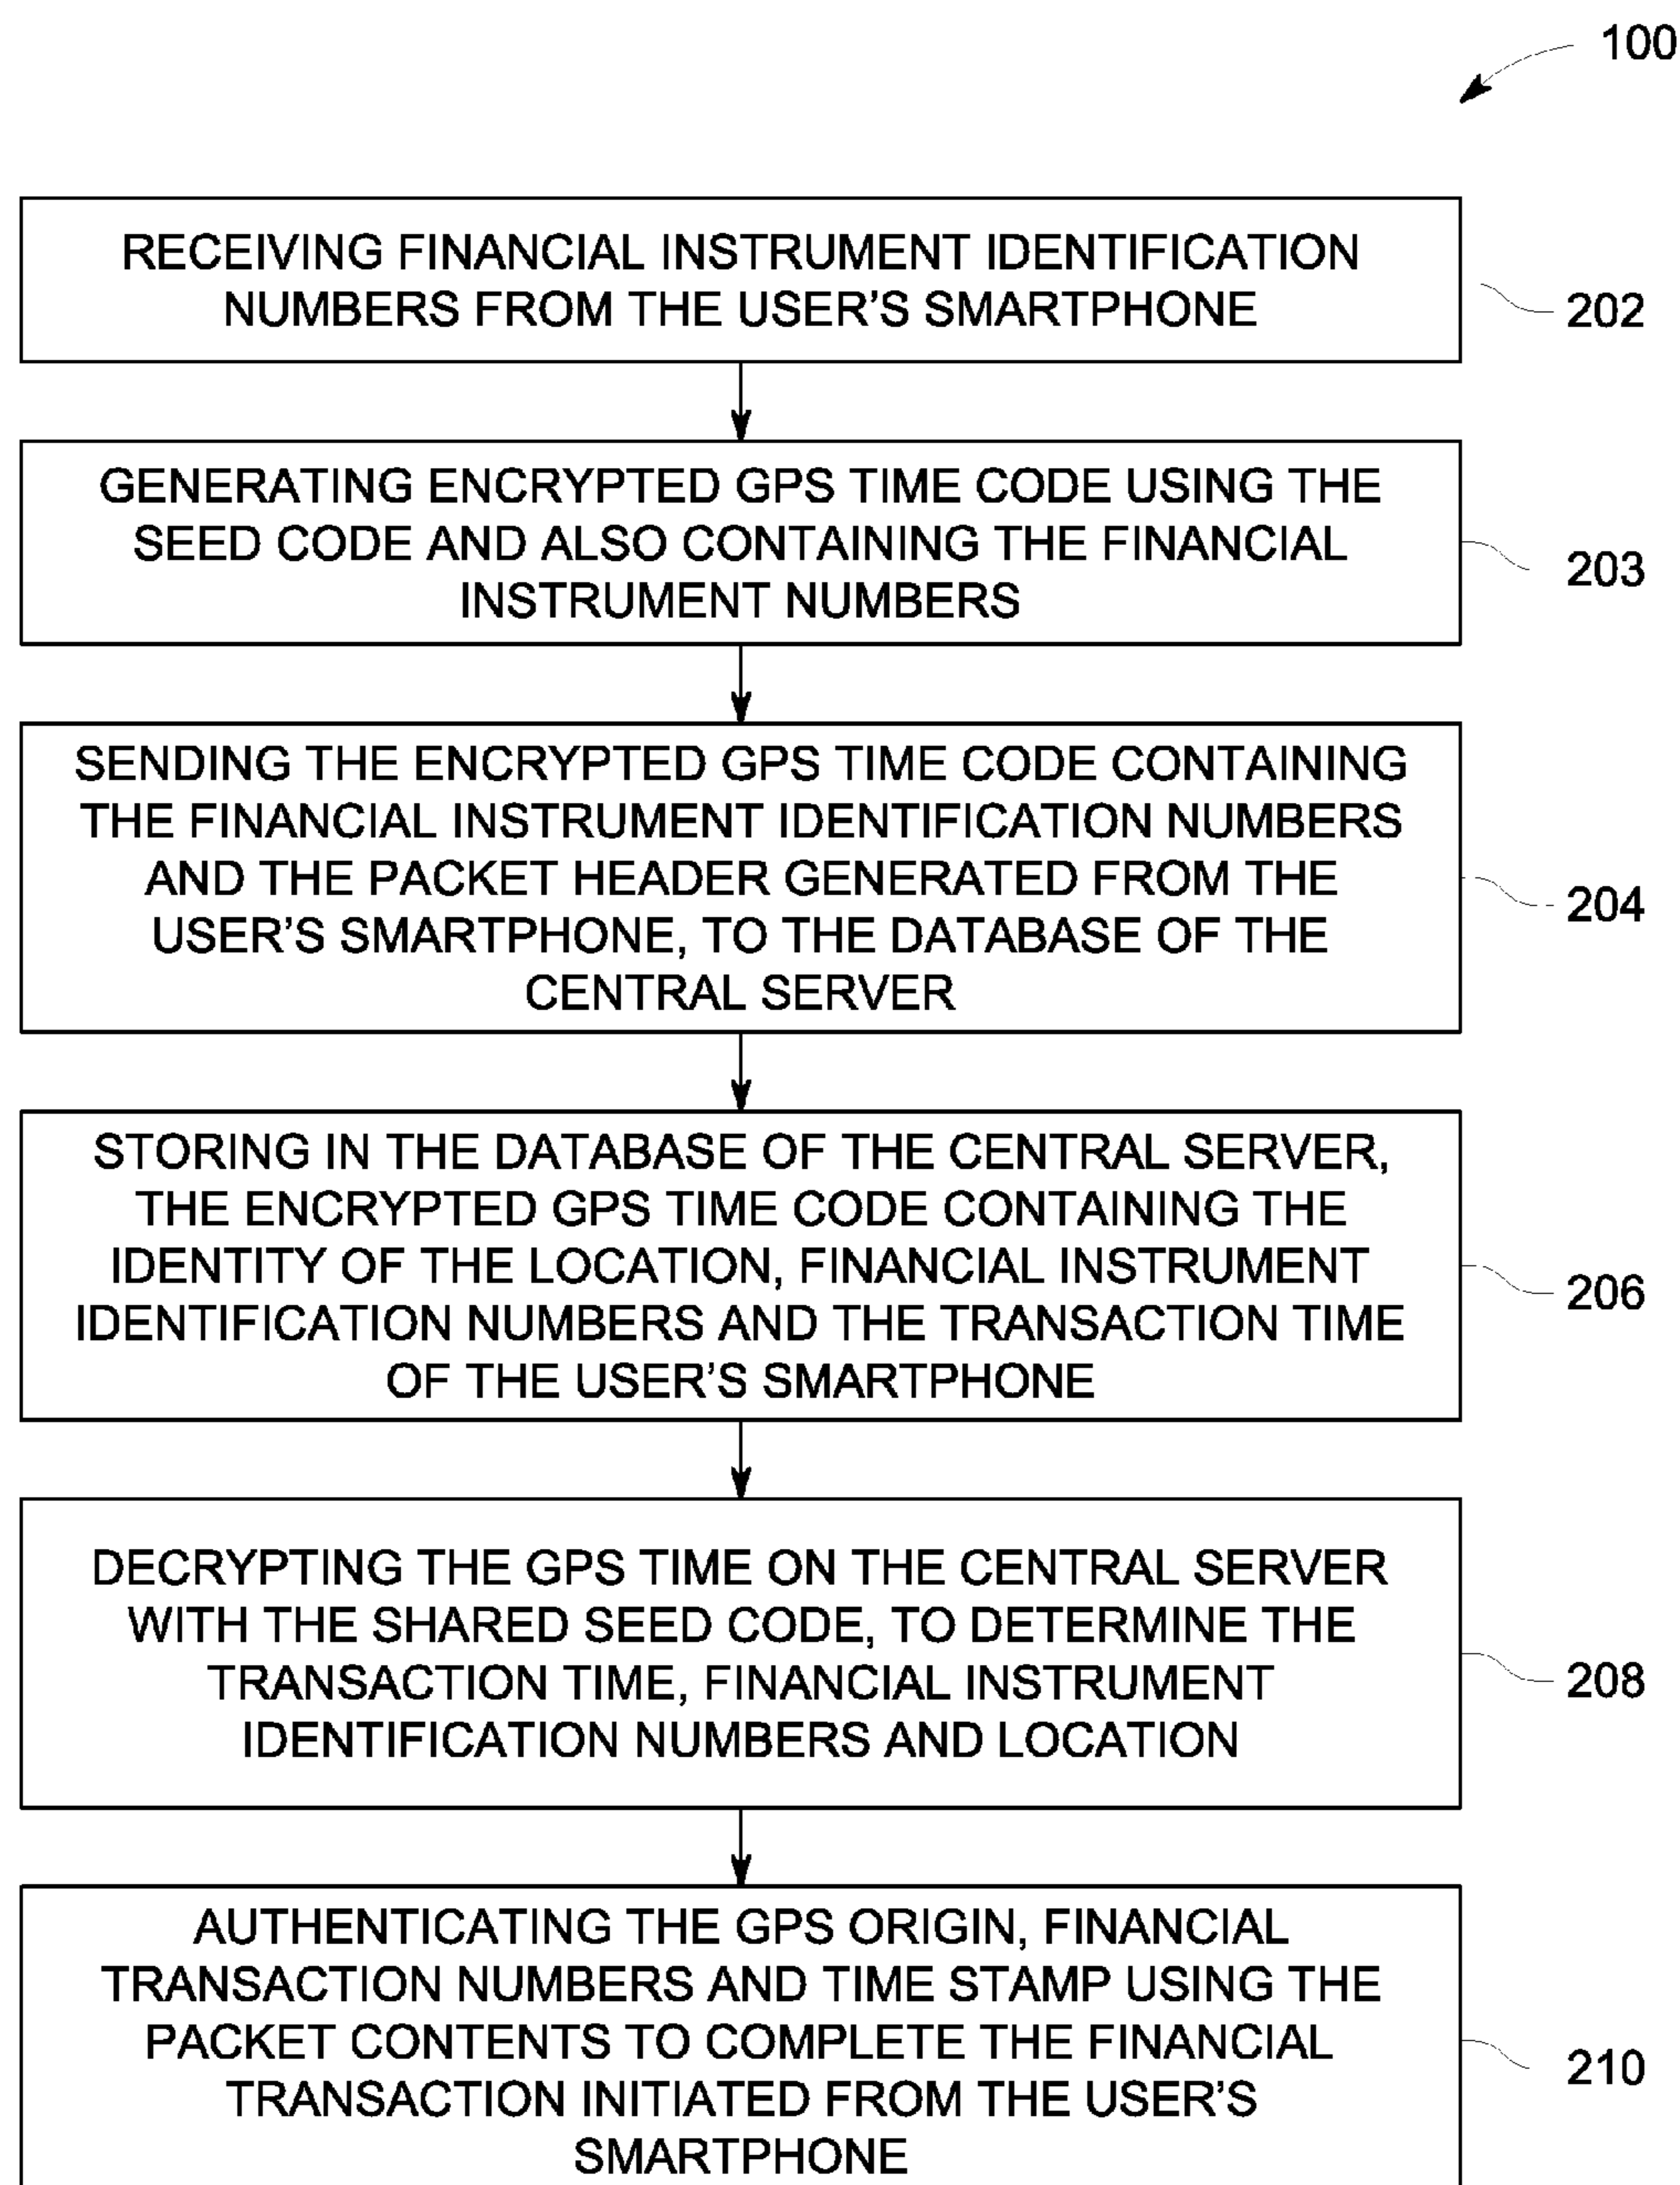 100
RECEIVING FINANCIAL INSTRUMENT IDENTIFICATION
NUMBERS FROM THE USER'S SMARTPHONE
202
GENERATING ENCRYPTED GPS TIME CODE USING THE
SEED CODE AND ALSO CONTAINING THE FINANCIAL
INSTRUMENT NUMBERS
203
SENDING THE ENCRYPTED GPS TIME CODE CONTAINING
THE FINANCIAL INSTRUMENT IDENTIFICATION NUMBERS
AND THE PACKET HEADER GENERATED FROM THE
USER'S SMARTPHONE, TO THE DATABASE OF THE
CENTRAL SERVER
204
STORING IN THE DATABASE OF THE CENTRAL SERVER,
THE ENCRYPTED GPS TIME CODE CONTAINING THE
IDENTITY OF THE LOCATION, FINANCIAL INSTRUMENT
IDENTIFICATION NUMBERS AND THE TRANSACTION TIME
OF THE USER'S SMARTPHONE
206
DECRYPTING THE GPS TIME ON THE CENTRAL SERVER
WITH THE SHARED SEED CODE, TO DETERMINE THE
TRANSACTION TIME, FINANCIAL INSTRUMENT
IDENTIFICATION NUMBERS AND LOCATION
208
AUTHENTICATING THE GPS ORIGIN, FINANCIAL
TRANSACTION NUMBERS AND TIME STAMP USING THE
PACKET CONTENTS TO COMPLETE THE FINANCIAL
TRANSACTION INITIATED FROM THE USER'S
SMARTPHONE
210